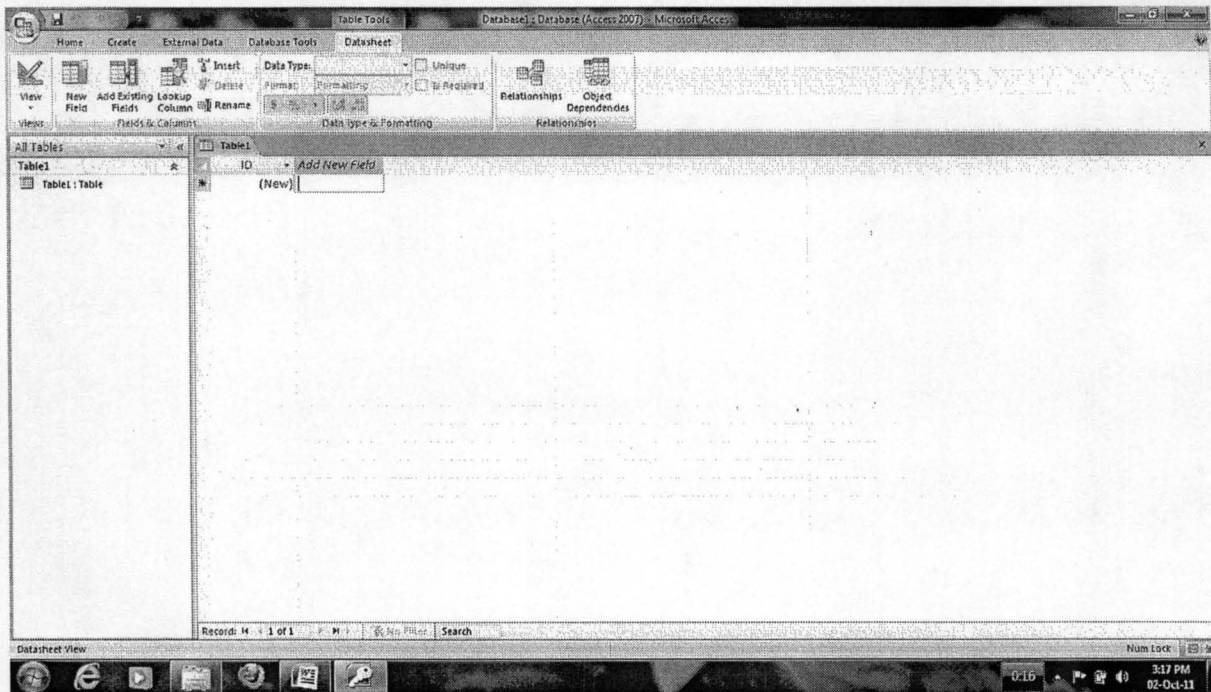 Table Tools
Database1 : Database (Access 2007) - Microsoft Access
Home Create External Data Database Tools Datasheet
View
Views
New Field
Add Existing Fields
Lookup Column
Insert
Delete
Rename
Fields & Columns
Data Type:
Format: Formatting
Unique
Is Required
Data Type & Formatting
Relationships
Object Dependencies
Relationships
All Tables
Table1
Table1 : Table
Table1
ID Add New Field
(New)
Record: 1 of 1 No Filter Search
Datasheet View
Num Lock
0:16
3:17 PM
02-Oct-11